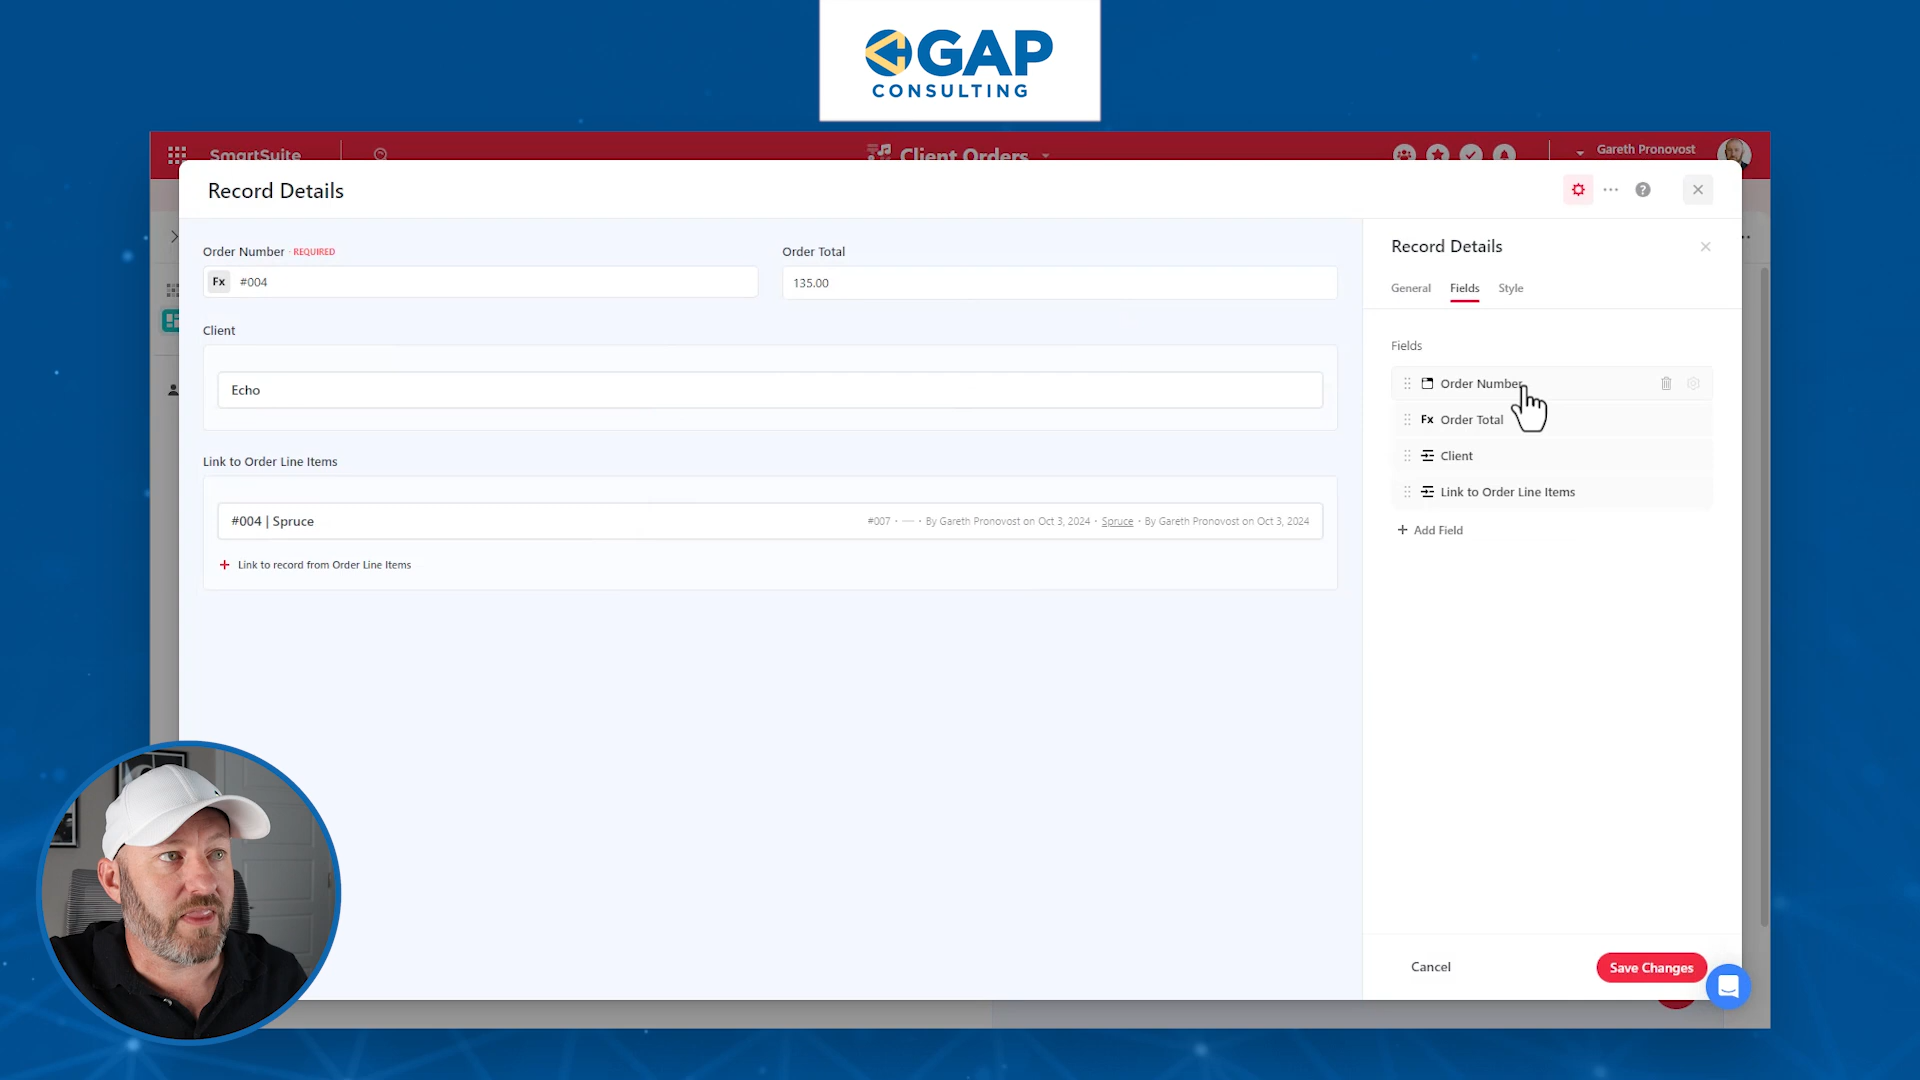 GAP
CONSULTING
SmartSuite
Client Orders
Gareth Pronovost
Record Details
Order Number · REQUIRED
Fx #004
Order Total
135.00
Client
Echo
Link to Order Line Items
#004 | Spruce
#007 · — · By Gareth Pronovost on Oct 3, 2024 · Spruce · By Gareth Pronovost on Oct 3, 2024
+ Link to record from Order Line Items
Record Details
General Fields Style
Fields
Order Number
Fx Order Total
Client
Link to Order Line Items
+ Add Field
Cancel
Save Changes